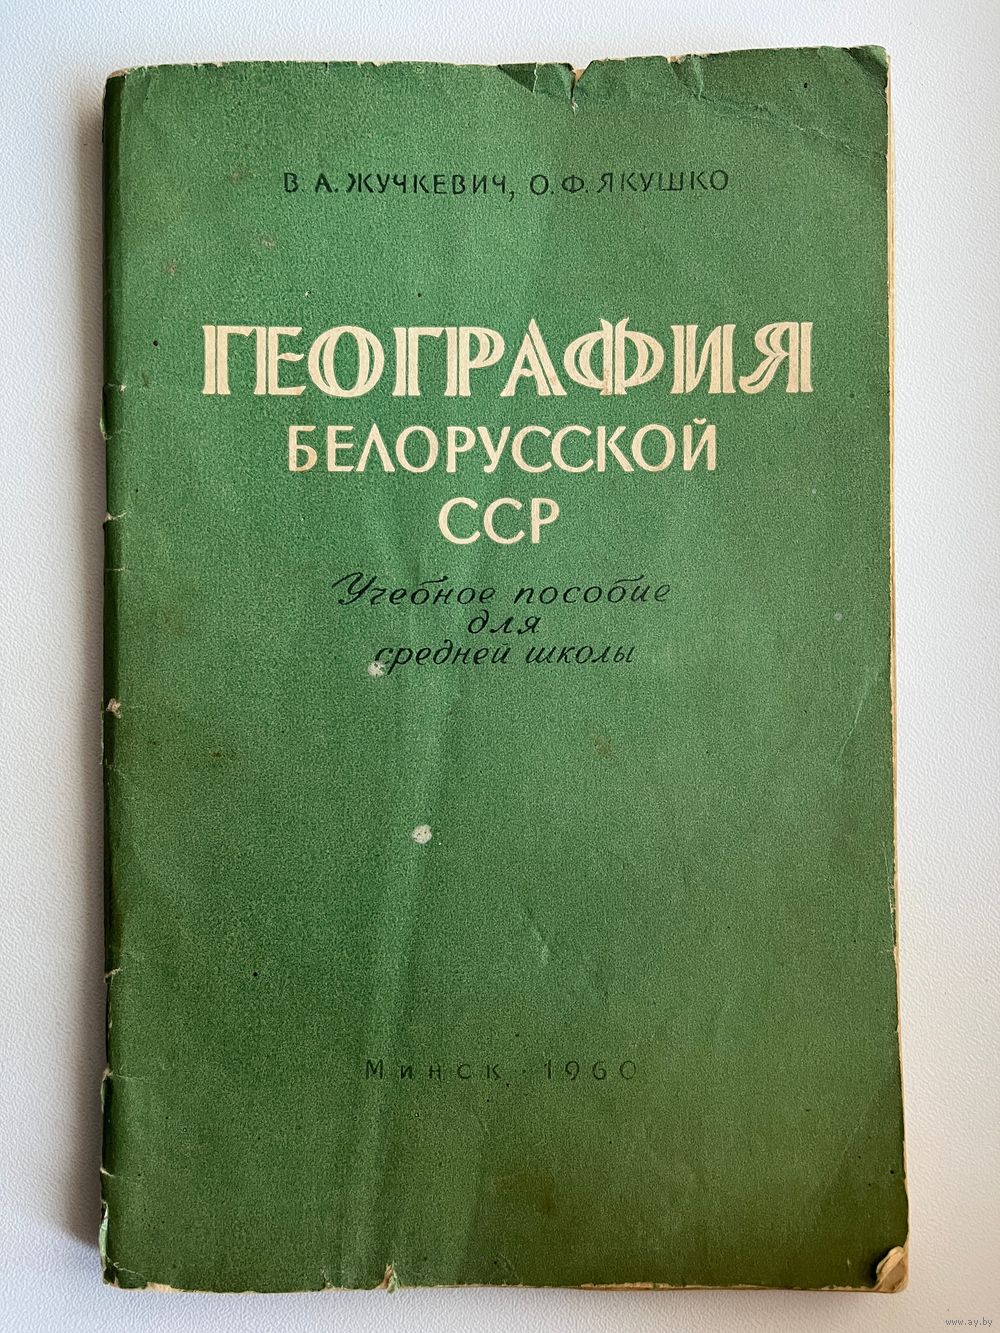 В. А. ЖУЧКЕВИЧ, О. Ф. ЯКУШКО
ГЕОГРАФИЯ
БЕЛОРУССКОЙ
ССР
Учебное пособие
для
средней школы
Минск · 1960
www.ay.by